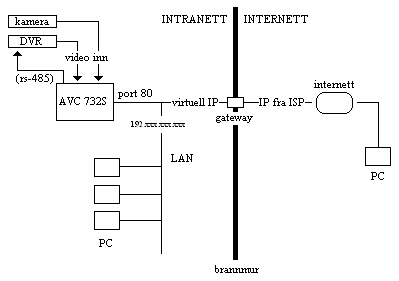 kamera
DVR
video inn
(rs-485)
AVC 732S
port 80
INTRANETT
INTERNETT
virtuell IP
gateway
IP fra ISP
internett
192.xxx.xxx.xxx
LAN
PC
PC
brannmur